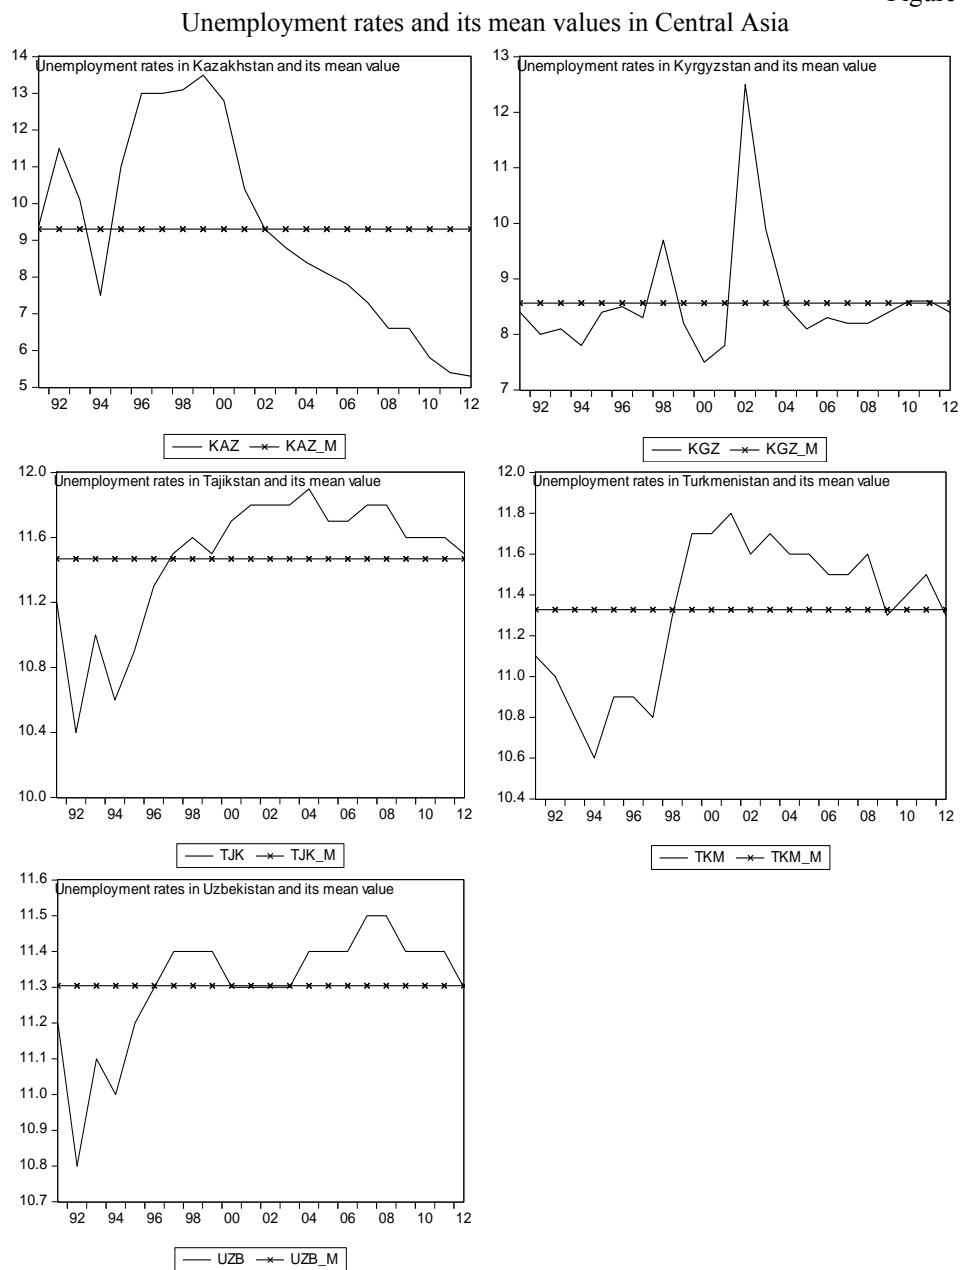 Figure
Unemployment rates and its mean values in Central Asia
Unemployment rates in Kazakhstan and its mean value
14
13
12
11
10
9
8
7
6
5
92 94 96 98 00 02 04 06 08 10 12
KAZ KAZ_M
Unemployment rates in Kyrgyzstan and its mean value
13
12
11
10
9
8
7
92 94 96 98 00 02 04 06 08 10 12
KGZ KGZ_M
Unemployment rates in Tajikstan and its mean value
12.0
11.6
11.2
10.8
10.4
10.0
92 94 96 98 00 02 04 06 08 10 12
TJK TJK_M
Unemployment rates in Turkmenistan and its mean value
12.0
11.8
11.6
11.4
11.2
11.0
10.8
10.6
10.4
92 94 96 98 00 02 04 06 08 10 12
TKM TKM_M
Unemployment rates in Uzbekistan and its mean value
11.6
11.5
11.4
11.3
11.2
11.1
11.0
10.9
10.8
10.7
92 94 96 98 00 02 04 06 08 10 12
UZB UZB_M